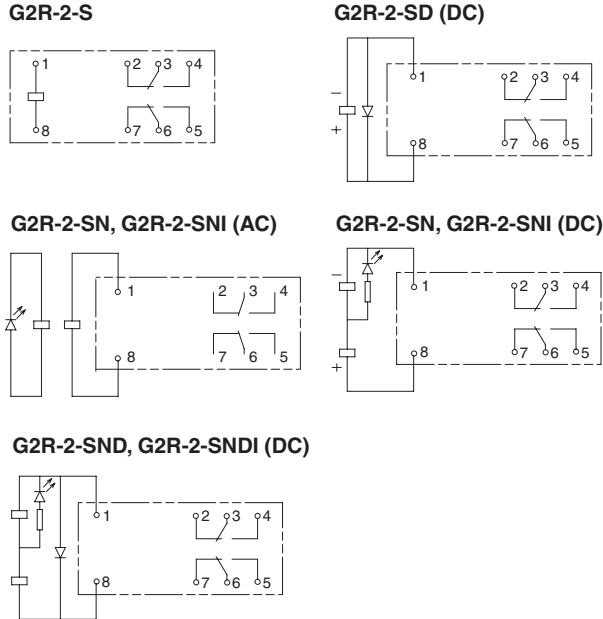 G2R-2-S
1 2 3 4
8 7 6 5
G2R-2-SD (DC)
− 1 2 3 4
+ 8 7 6 5
G2R-2-SN, G2R-2-SNI (AC)
1 2 3 4
8 7 6 5
G2R-2-SN, G2R-2-SNI (DC)
− 1 2 3 4
+ 8 7 6 5
G2R-2-SND, G2R-2-SNDI (DC)
1 2 3 4
8 7 6 5